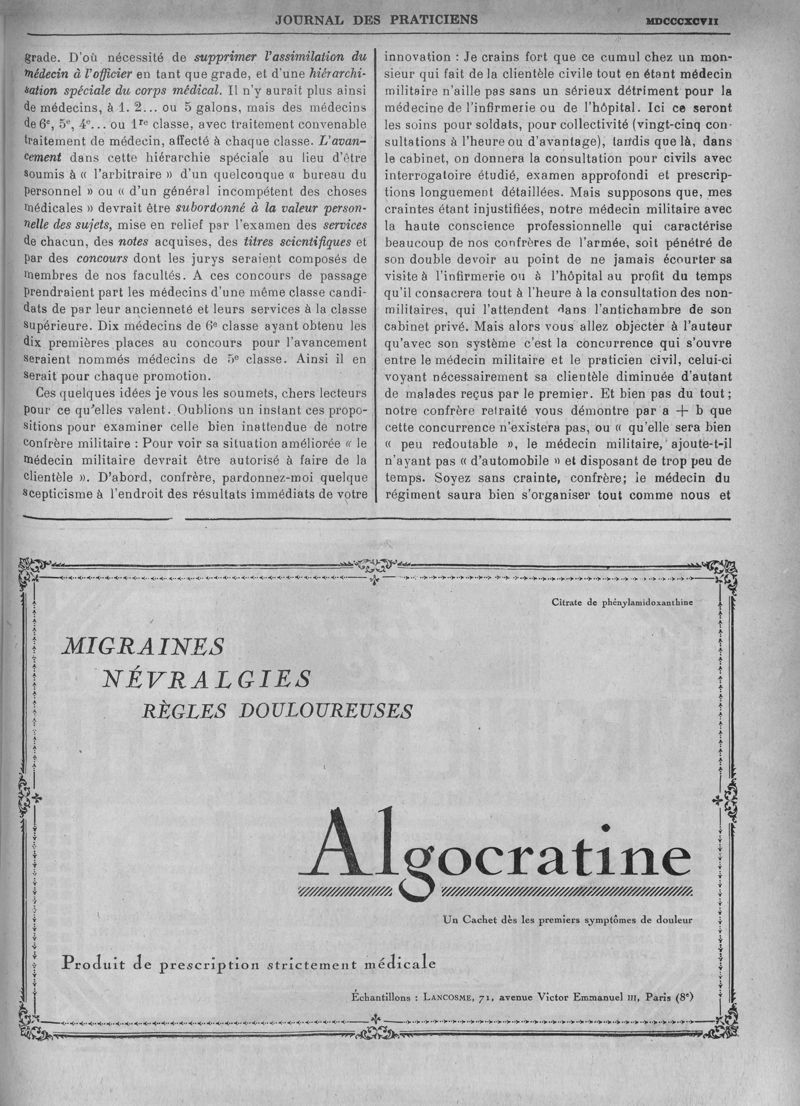 JOURNAL DES PRATICIENS
MDCCCXCVII
grade. D'où nécessité de supprimer l'assimilation du
médecin à l'officier en tant que grade, et d'une hiérarchi-
sation spéciale du corps médical. Il n'y aurait plus ainsi
de médecins, à 1. 2... ou 5 galons, mais des médecins
de 6e, 5e, 4e... ou 1re classe, avec traitement convenable
traitement de médecin, affecté à chaque classe. L'avan-
cement dans cette hiérarchie spéciale au lieu d'être
soumis à « l'arbitraire » d'un quelconque « bureau du
personnel » ou « d'un général incompétent des choses
médicales » devrait être subordonné à la valeur person-
nelle des sujets, mise en relief par l'examen des services
de chacun, des notes acquises, des titres scientifiques et
par des concours dont les jurys seraient composés de
membres de nos facultés. A ces concours de passage
prendraient part les médecins d'une même classe candi-
dats de par leur ancienneté et leurs services à la classe
supérieure. Dix médecins de 6e classe ayant obtenu les
dix premières places au concours pour l'avancement
seraient nommés médecins de 5e classe. Ainsi il en
serait pour chaque promotion.
Ces quelques idées je vous les soumets, chers lecteurs
pour ce qu'elles valent. Oublions un instant ces propo-
sitions pour examiner celle bien inattendue de notre
confrère militaire : Pour voir sa situation améliorée « le
médecin militaire devrait être autorisé à faire de la
clientèle ». D'abord, confrère, pardonnez-moi quelque
scepticisme à l'endroit des résultats immédiats de votre
innovation : Je crains fort que ce cumul chez un mon-
sieur qui fait de la clientèle civile tout en étant médecin
militaire n'aille pas sans un sérieux détriment pour la
médecine de l'infirmerie ou de l'hôpital. Ici ce seront
les soins pour soldats, pour collectivité (vingt-cinq con-
sultations à l'heure ou d'avantage), tandis que là, dans
le cabinet, on donnera la consultation pour civils avec
interrogatoire étudié, examen approfondi et prescrip-
tions longuement détaillées. Mais supposons que, mes
craintes étant injustifiées, notre médecin militaire avec
la haute conscience professionnelle qui caractérise
beaucoup de nos confrères de l'armée, soit pénétré de
son double devoir au point de ne jamais écourter sa
visite à l'infirmerie ou à l'hôpital au profit du temps
qu'il consacrera tout à l'heure à la consultation des non-
militaires, qui l'attendent dans l'antichambre de son
cabinet privé. Mais alors vous allez objecter à l'auteur
qu'avec son système c'est la concurrence qui s'ouvre
entre le médecin militaire et le praticien civil, celui-ci
voyant nécessairement sa clientèle diminuée d'autant
de malades reçus par le premier. Et bien pas du tout ;
notre confrère retraité vous démontre par a + b que
cette concurrence n'existera pas, ou « qu'elle sera bien
« peu redoutable », le médecin militaire, ajoute-t-il
n'ayant pas « d'automobile » et disposant de trop peu de
temps. Soyez sans crainte, confrère; le médecin du
régiment saura bien s'organiser tout comme nous et
Citrate de phénylamidoxanthine
MIGRAINES
NÉVRALGIES
RÈGLES DOULOUREUSES
Algocratine
Un Cachet dès les premiers symptômes de douleur
Produit de prescription strictement médicale
Échantillons : LANCOSME, 71, avenue Victor Emmanuel III, Paris (8e)